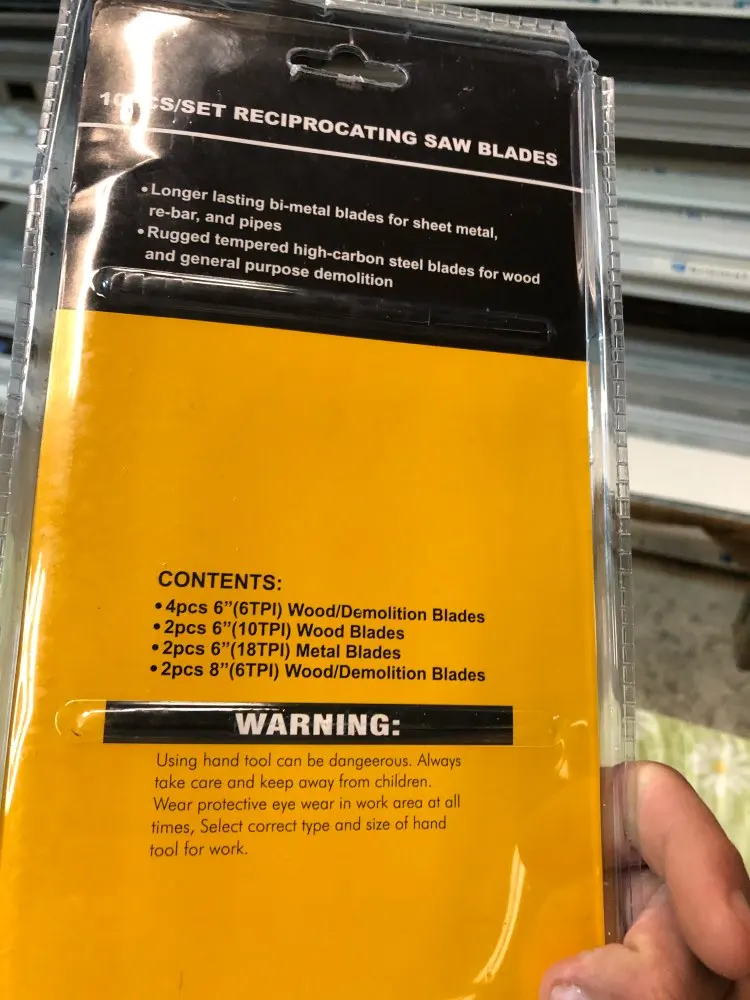 10PCS/SET RECIPROCATING SAW BLADES
• Longer lasting bi-metal blades for sheet metal,
re-bar, and pipes
• Rugged tempered high-carbon steel blades for wood
and general purpose demolition
CONTENTS:
• 4pcs 6”(6TPI) Wood/Demolition Blades
• 2pcs 6”(10TPI) Wood Blades
• 2pcs 6”(18TPI) Metal Blades
• 2pcs 8”(6TPI) Wood/Demolition Blades
WARNING:
Using hand tool can be dangeerous. Always
take care and keep away from children.
Wear protective eye wear in work area at all
times, Select correct type and size of hand
tool for work.